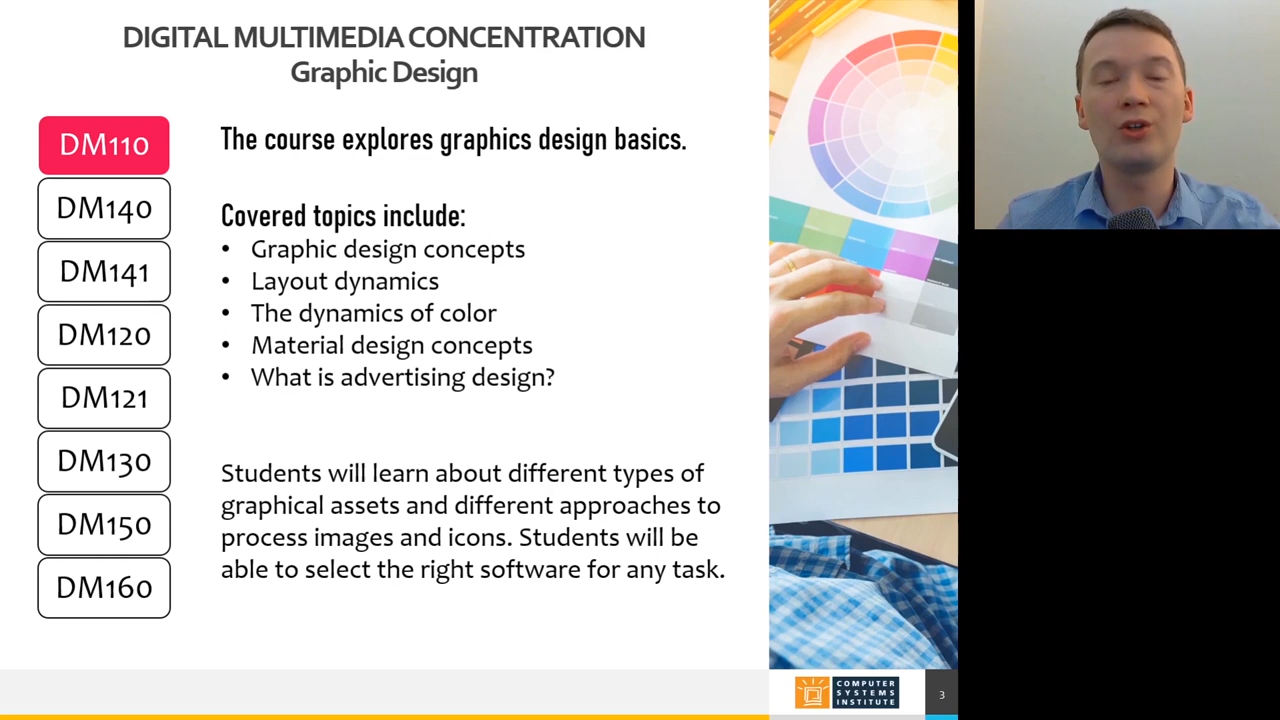 DIGITAL MULTIMEDIA CONCENTRATION
Graphic Design
DM110
DM140
DM141
DM120
DM121
DM130
DM150
DM160
The course explores graphics design basics.
Covered topics include:
• Graphic design concepts
• Layout dynamics
• The dynamics of color
• Material design concepts
• What is advertising design?
Students will learn about different types of
graphical assets and different approaches to
process images and icons. Students will be
able to select the right software for any task.
COMPUTER
SYSTEMS
INSTITUTE
3